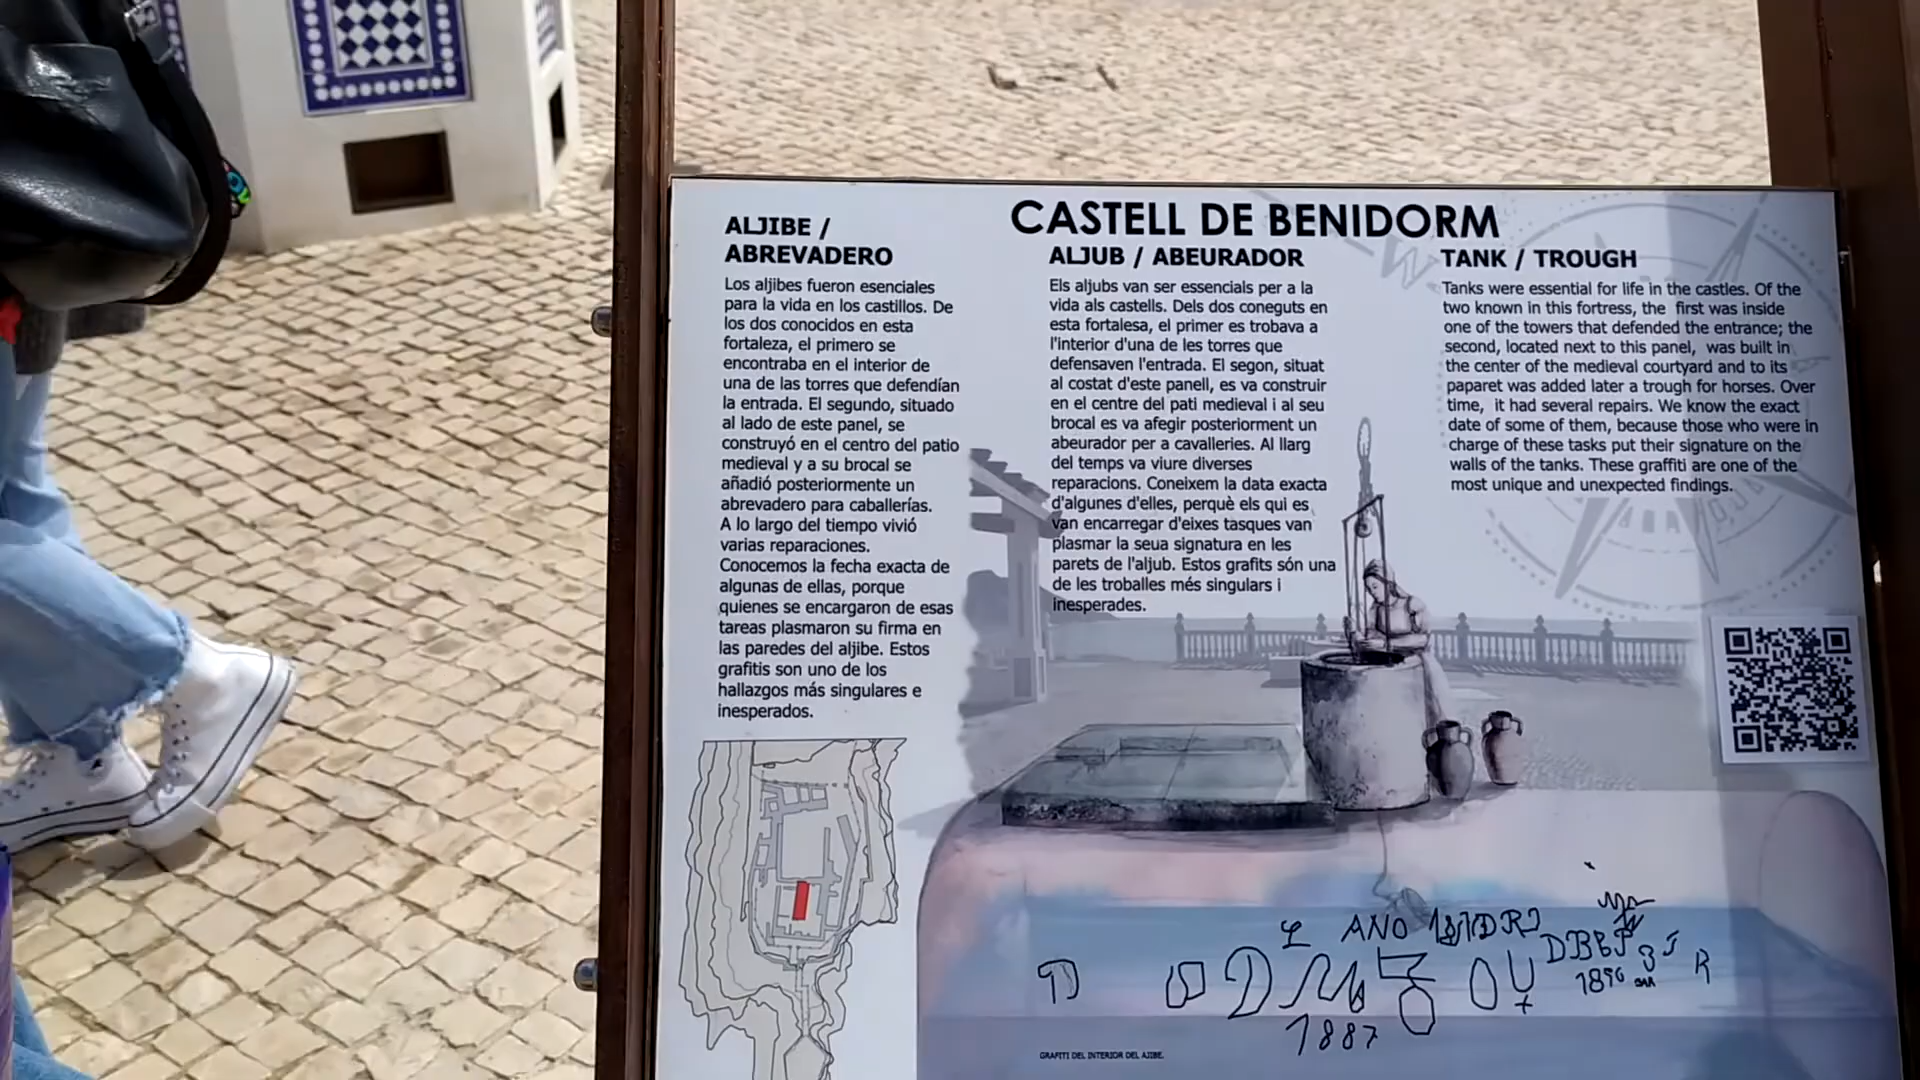 CASTELL DE BENIDORM
ALJIBE /
ABREVADERO
Los aljibes fueron esenciales
para la vida en los castillos. De
los dos conocidos en esta
fortaleza, el primero se
encontraba en el interior de
una de las torres que defendían
la entrada. El segundo, situado
al lado de este panel, se
construyó en el centro del patio
medieval y a su brocal se
añadió posteriormente un
abrevadero para caballerías.
A lo largo del tiempo vivió
varias reparaciones.
Conocemos la fecha exacta de
algunas de ellas, porque
quienes se encargaron de esas
tareas plasmaron su firma en
las paredes del aljibe. Estos
grafitis son uno de los
hallazgos más singulares e
inesperados.
ALJUB / ABEURADOR
Els aljubs van ser essencials per a la
vida als castells. Dels dos coneguts en
esta fortalesa, el primer es trobava a
l'interior d'una de les torres que
defensaven l'entrada. El segon, situat
al costat d'este panell, es va construir
en el centre del pati medieval i al seu
brocal es va afegir posteriorment un
abeurador per a cavalleries. Al llarg
del temps va viure diverses
reparacions. Coneixem la data exacta
d'algunes d'elles, perquè els qui es
van encarregar d'eixes tasques van
plasmar la seua signatura en les
parets de l'aljub. Estos grafits són una
de les troballes més singulars i
inesperades.
TANK / TROUGH
Tanks were essential for life in the castles. Of the
two known in this fortress, the first was inside
one of the towers that defended the entrance; the
second, located next to this panel, was built in
the center of the medieval courtyard and to its
paparet was added later a trough for horses. Over
time, it had several repairs. We know the exact
date of some of them, because those who were in
charge of these tasks put their signature on the
walls of the tanks. These graffiti are one of the
most unique and unexpected findings.
W
ANO
1887
R
GRAFITI DEL INTERIOR DEL AJIBE.